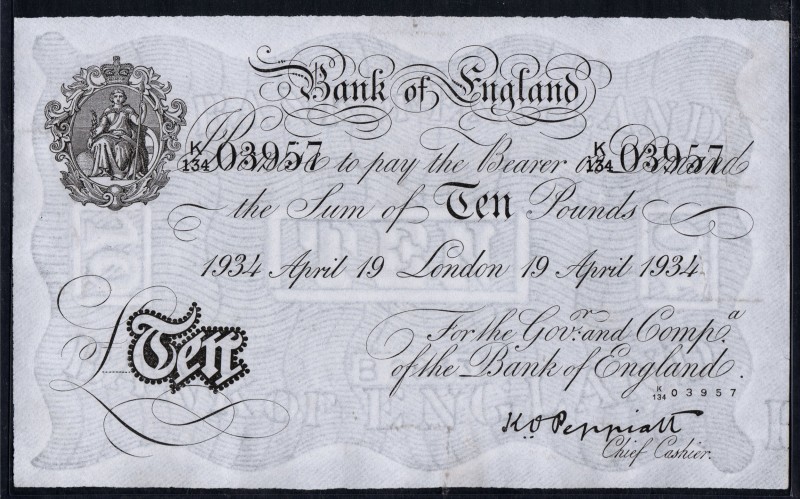 Bank of England
K/134 03957 K/134 03957
I Promise to pay the Bearer on Demand
the Sum of Ten Pounds
1934 April 19 London 19 April 1934
For the Govr. and Compa.
of the Bank of England.
£Ten
K/134 03957
K O Peppiatt
Chief Cashier.